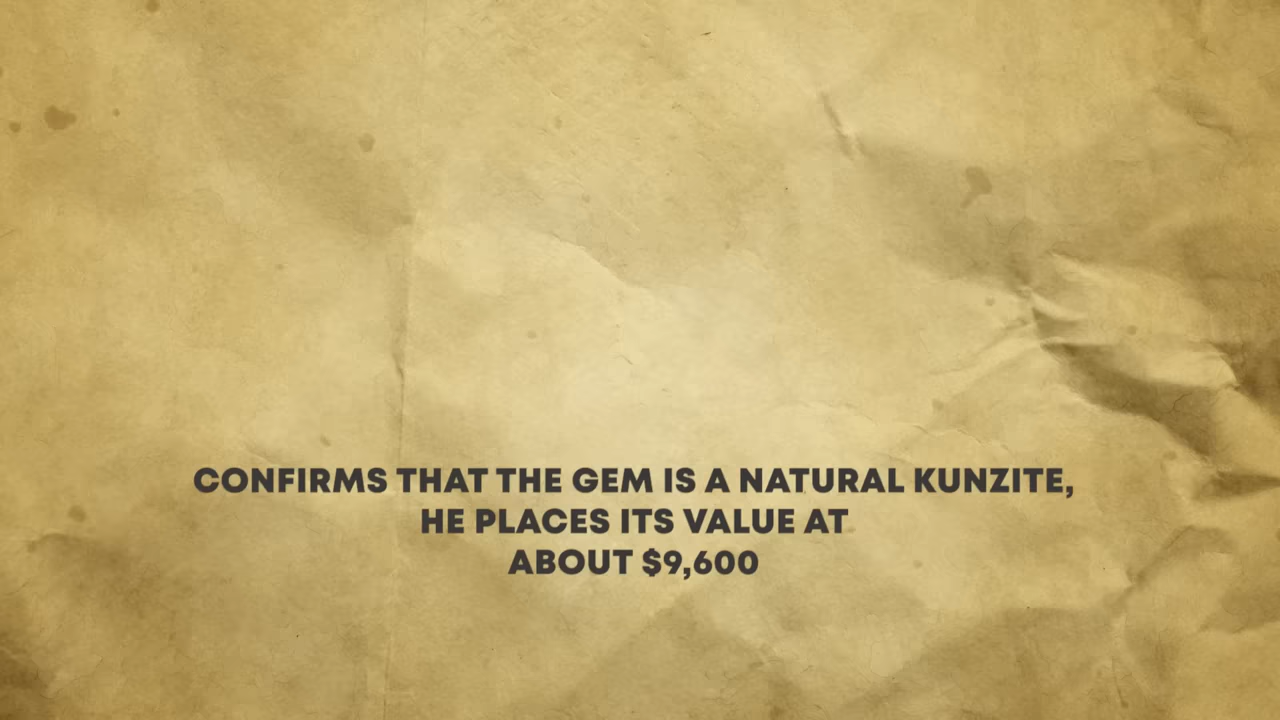 CONFIRMS THAT THE GEM IS A NATURAL KUNZITE,
HE PLACES ITS VALUE AT
ABOUT $9,600